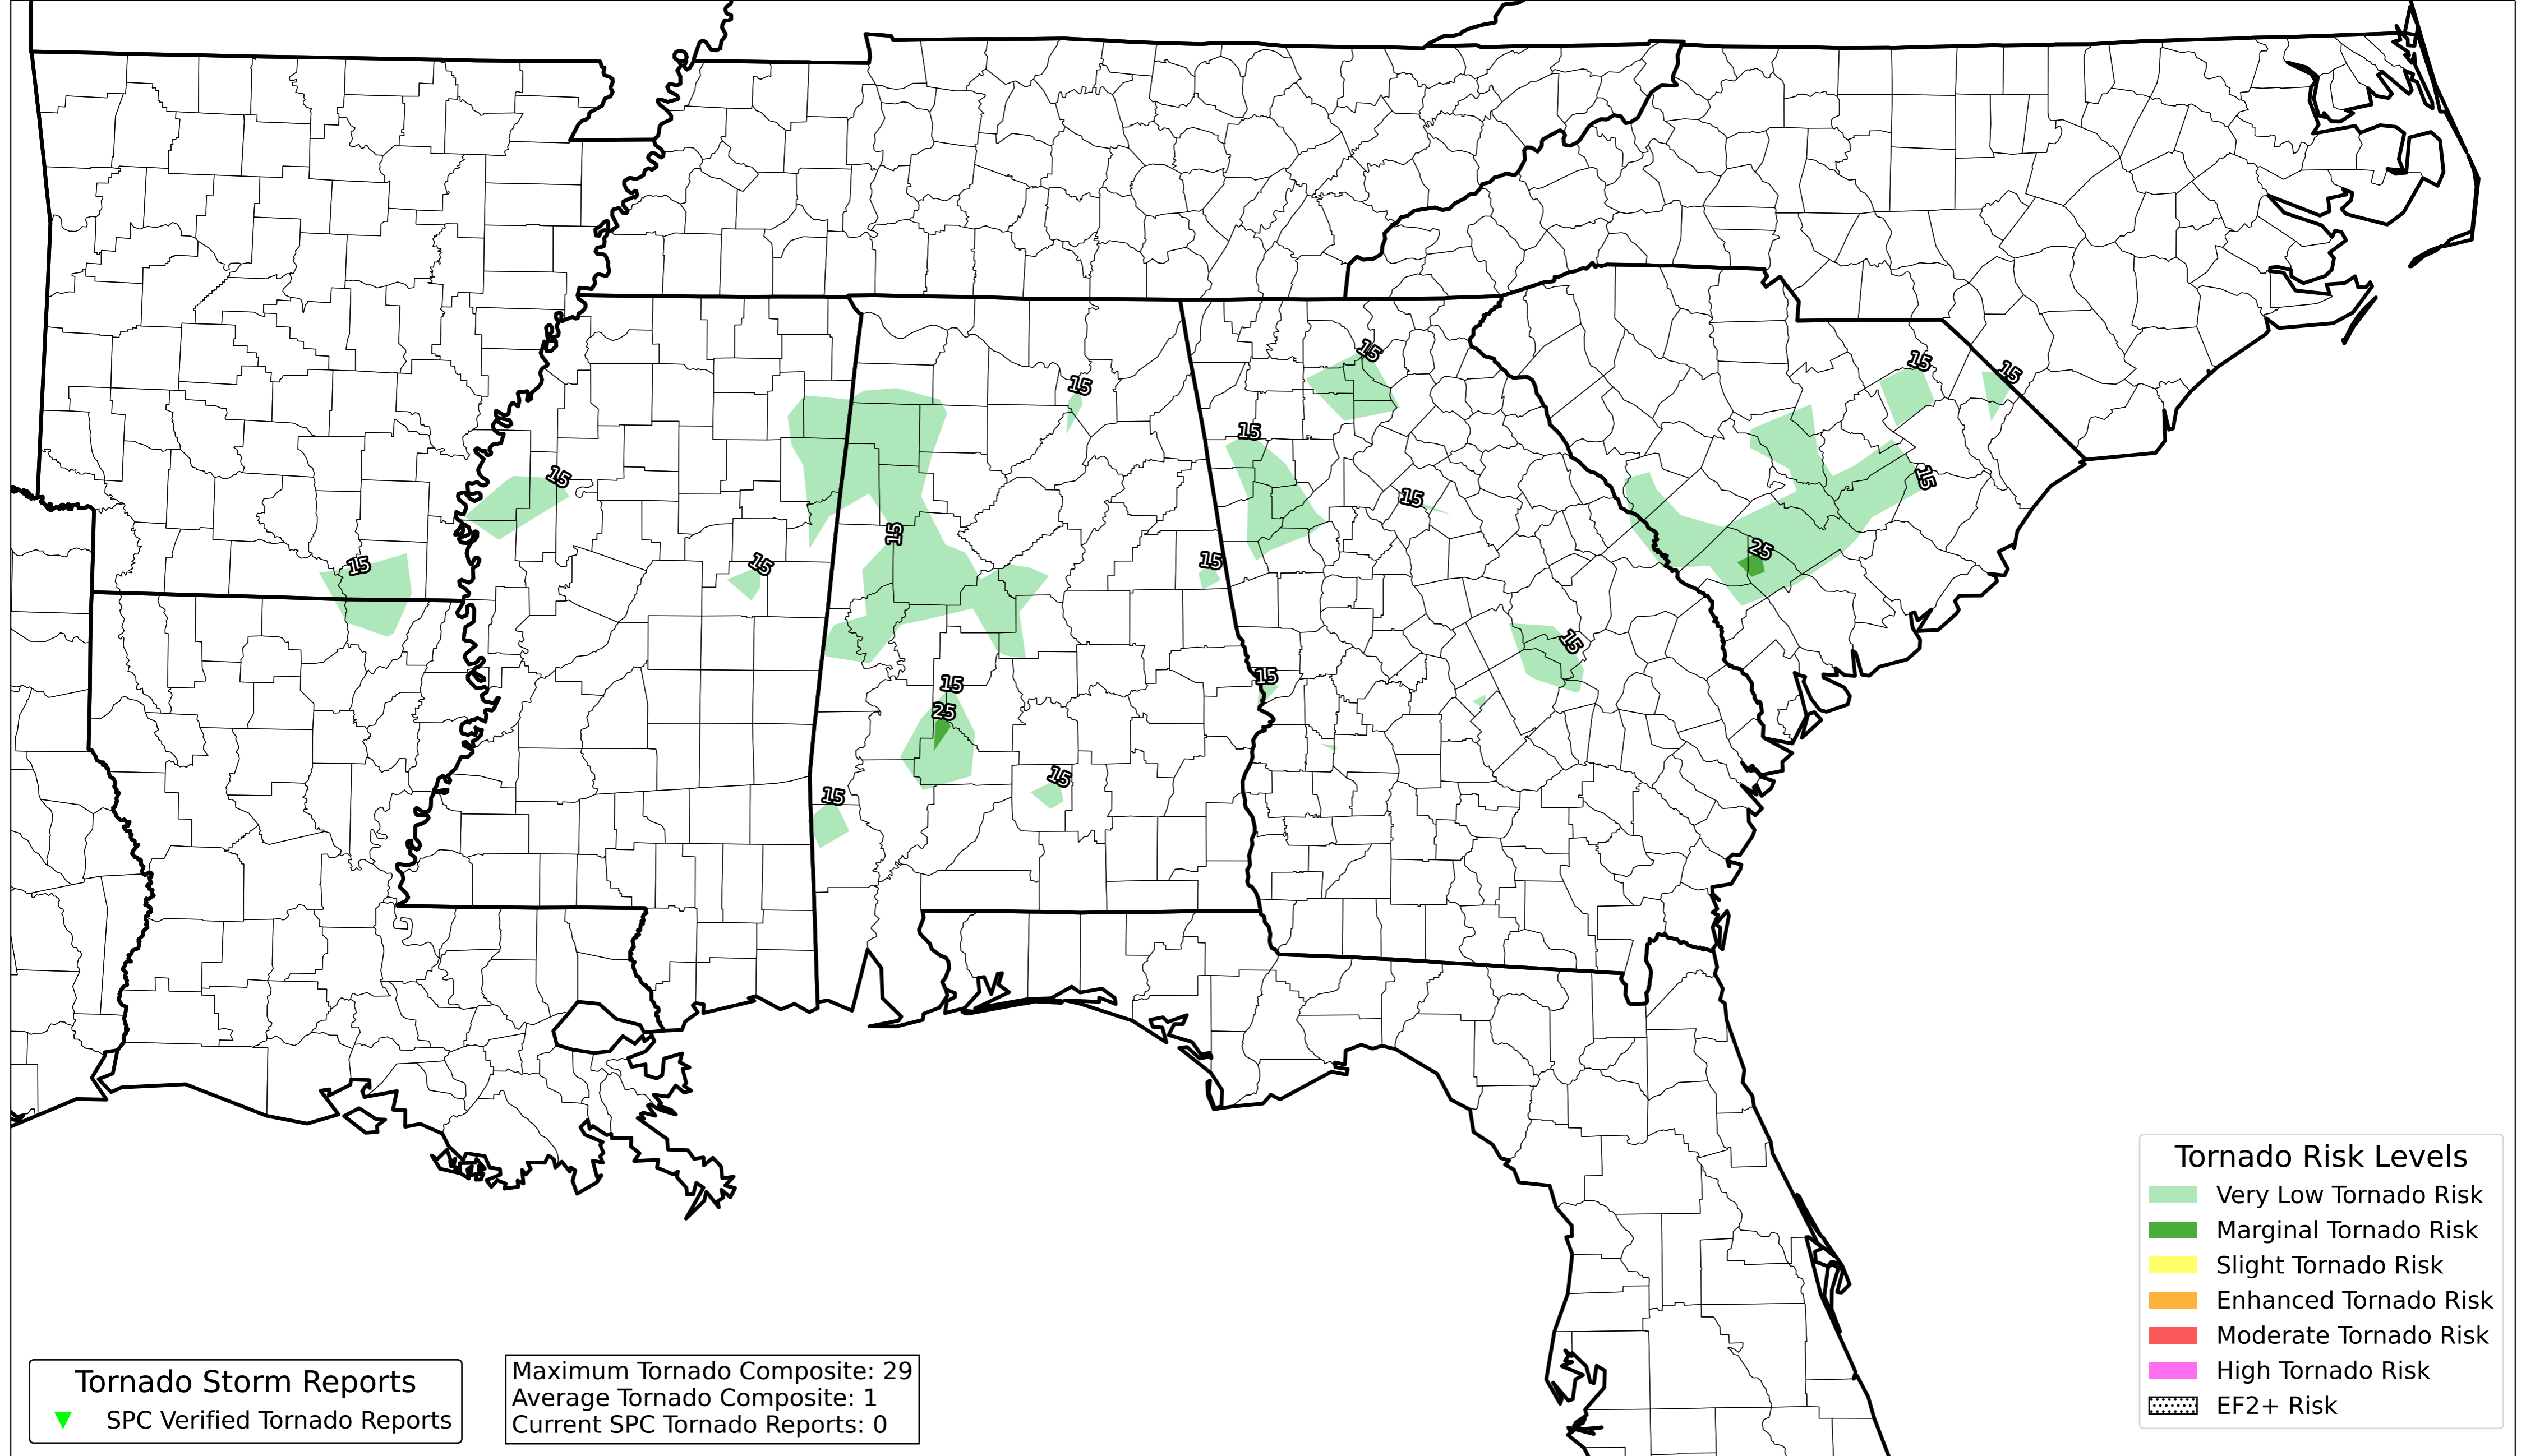 15
15
15
15
15
15
15
15
15
25
15
15
15
15
15
15
15
25
15
15
Tornado Risk Levels
Very Low Tornado Risk
Marginal Tornado Risk
Slight Tornado Risk
Enhanced Tornado Risk
Moderate Tornado Risk
High Tornado Risk
EF2+ Risk
Tornado Storm Reports
SPC Verified Tornado Reports
Maximum Tornado Composite: 29
Average Tornado Composite: 1
Current SPC Tornado Reports: 0